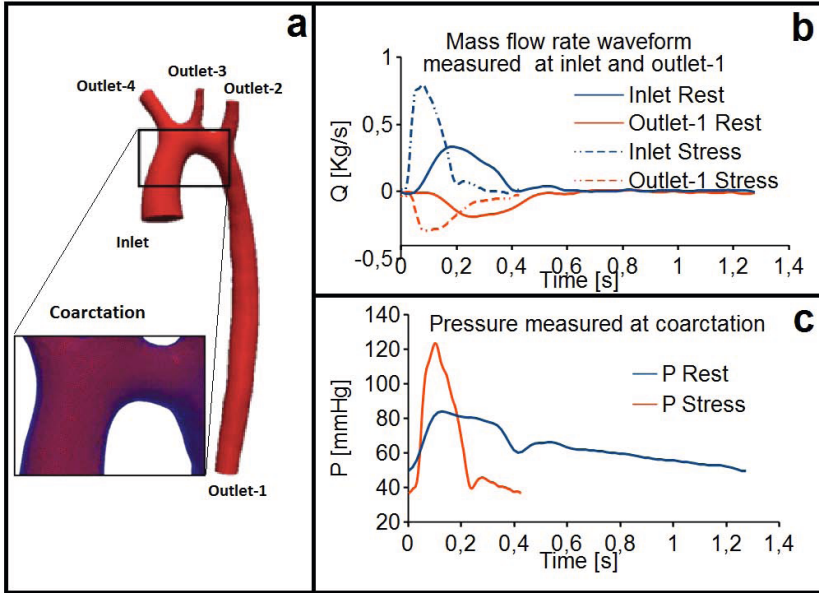 a
Outlet-3
Outlet-4
Outlet-2
Inlet
Coarctation
Outlet-1
b
Mass flow rate waveform
measured at inlet and outlet-1
Inlet Rest
Outlet-1 Rest
Inlet Stress
Outlet-1 Stress
Q [Kg/s]
1
0,5
0
-0,5
0 0,2 0,4 0,6 0,8 1 1,2 1,4
Time [s]
c
Pressure measured at coarctation
P Rest
P Stress
P [mmHg]
140
120
100
80
60
40
20
0 0,2 0,4 0,6 0,8 1 1,2 1,4
Time [s]